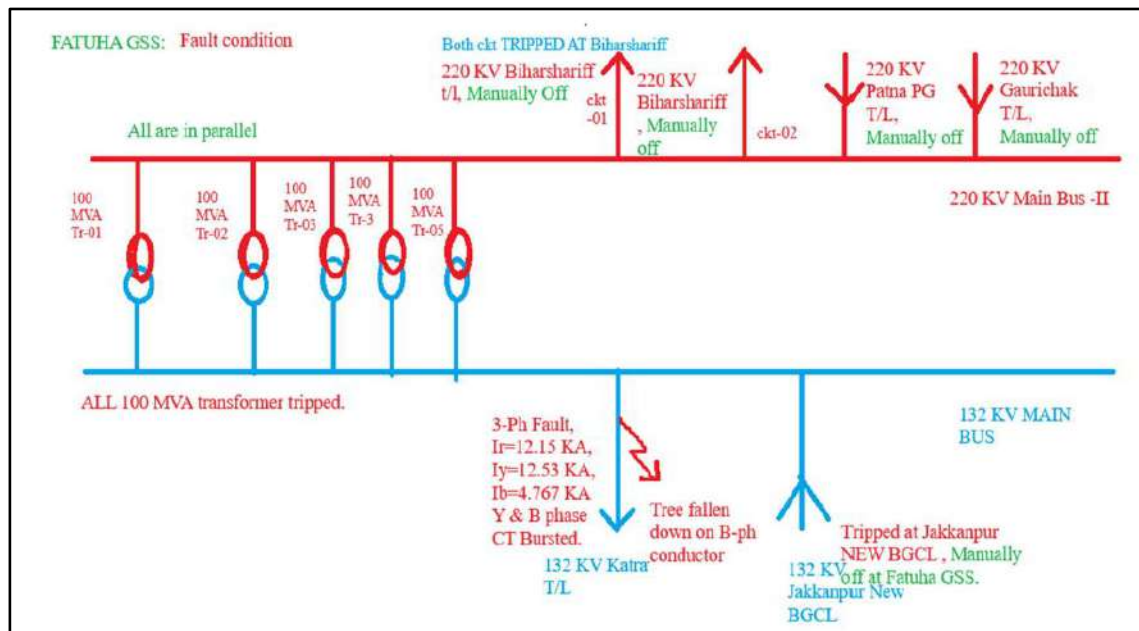 FATUHA GSS: Fault condition
Both ckt TRIPPED AT Biharshariff
220 KV Biharshariff
t/l, Manually Off
ckt
-01
220 KV
Biharshariff
, Manually
off
ckt-02
220 KV
Patna PG
T/L,
Manually off
220 KV
Gaurichak
T/L,
Manually off
All are in parallel
100
MVA
Tr-01
100
MVA
Tr-02
100
MVA
Tr-03
100
MVA
Tr-3
100
MVA
Tr-05
220 KV Main Bus -II
ALL 100 MVA transformer tripped.
132 KV MAIN
BUS
3-Ph Fault,
Ir=12.15 KA,
Iy=12.53 KA,
Ib=4.767 KA
Y & B phase
CT Bursted.
132 KV Katra
T/L
Tree fallen
down on B-ph
conductor
Tripped at Jakkanpur
NEW BGCL , Manually
off at Fatuha GSS.
132 KV
Jakkanpur New
BGCL